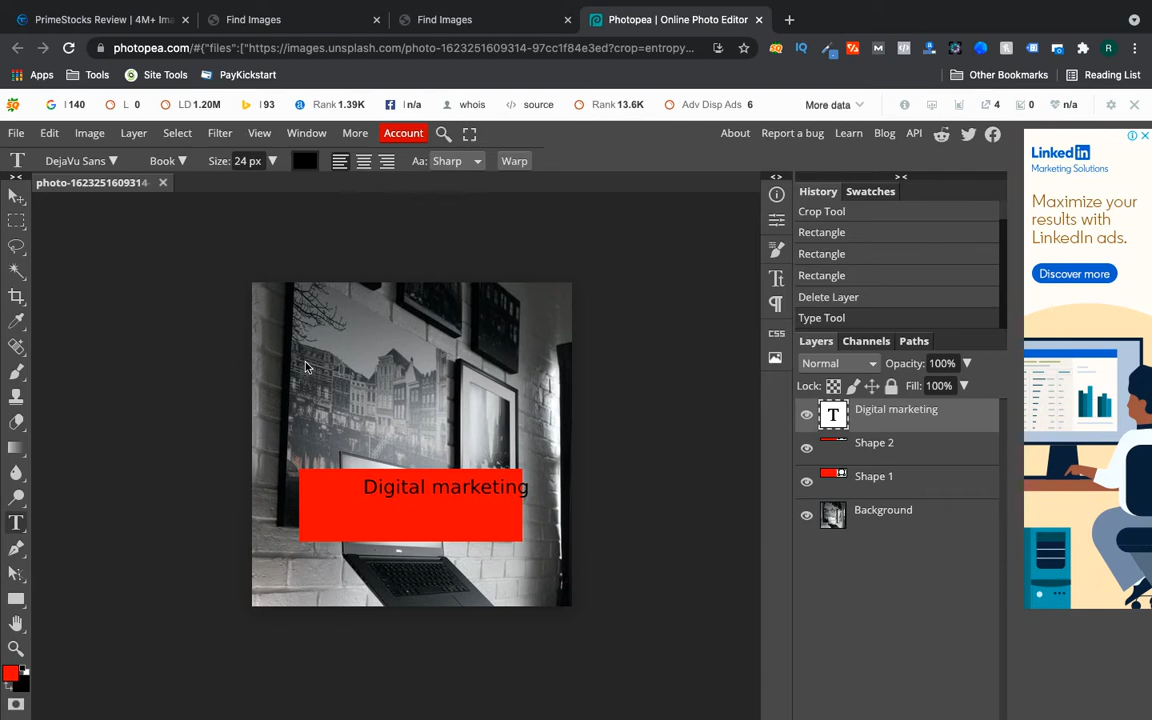 PrimeStocks Review | 4M+ Ima
Find Images
Find Images
Photopea | Online Photo Editor
photopea.com/#{"files":["https://images.unsplash.com/photo-1623251609314-97cc1f84e3ed?crop=entropy...
R
Apps
Tools
Site Tools
PayKickstart
Other Bookmarks
Reading List
I 140
L 0
LD 1.20M
I 93
Rank 1.39K
I n/a
whois
source
Rank 13.6K
Adv Disp Ads 6
More data
4
0
n/a
File
Edit
Image
Layer
Select
Filter
View
Window
More
Account
About
Report a bug
Learn
Blog
API
DejaVu Sans
Book
Size: 24 px
Aa: Sharp
Warp
photo-1623251609314-
History
Swatches
Crop Tool
Rectangle
Rectangle
Rectangle
Delete Layer
Type Tool
Layers
Channels
Paths
Normal
Opacity: 100%
Lock:
Fill: 100%
Digital marketing
Shape 2
Shape 1
Background
CSS
Digital marketing
Linked in
Marketing Solutions
Maximize your
results with
LinkedIn ads.
Discover more